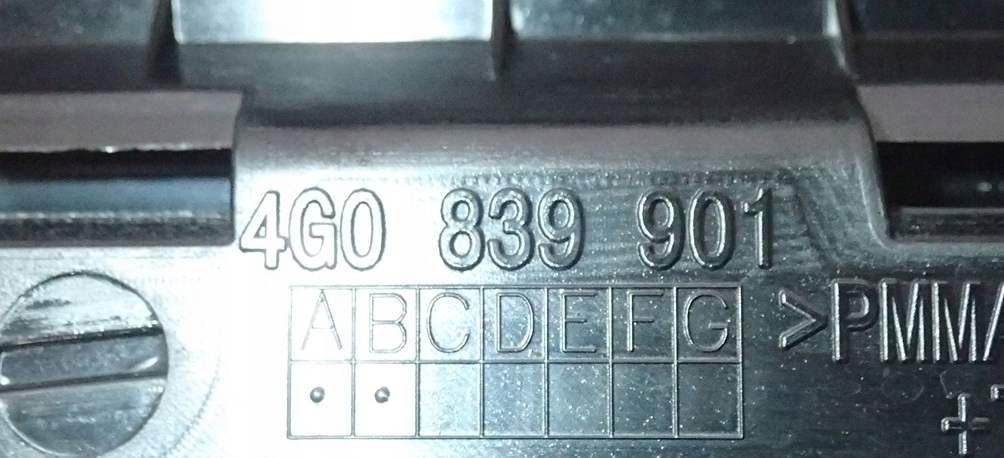 4G0 839 901
A B C D E F G
>PMMA
+